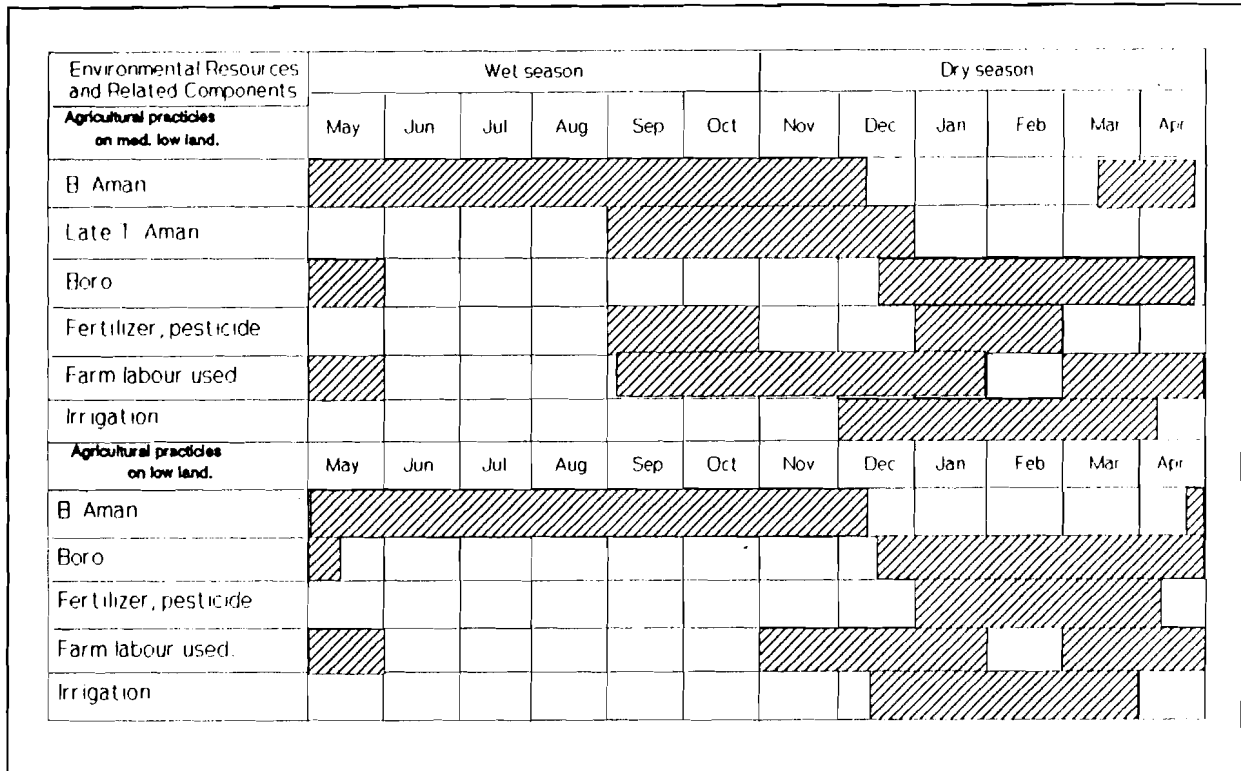 Environmental Resources Wet season Dry season
and Related Components
Agricultural practicies May Jun Jul Aug Sep Oct Nov Dec Jan Feb Mar Apr
on med. low land.
B Aman
Late T Aman
Boro
Fertilizer, pesticide
Farm labour used
Irrigation
Agricultural practicies May Jun Jul Aug Sep Oct Nov Dec Jan Feb Mar Apr
on low land.
B Aman
Boro
Fertilizer, pesticide
Farm labour used.
Irrigation